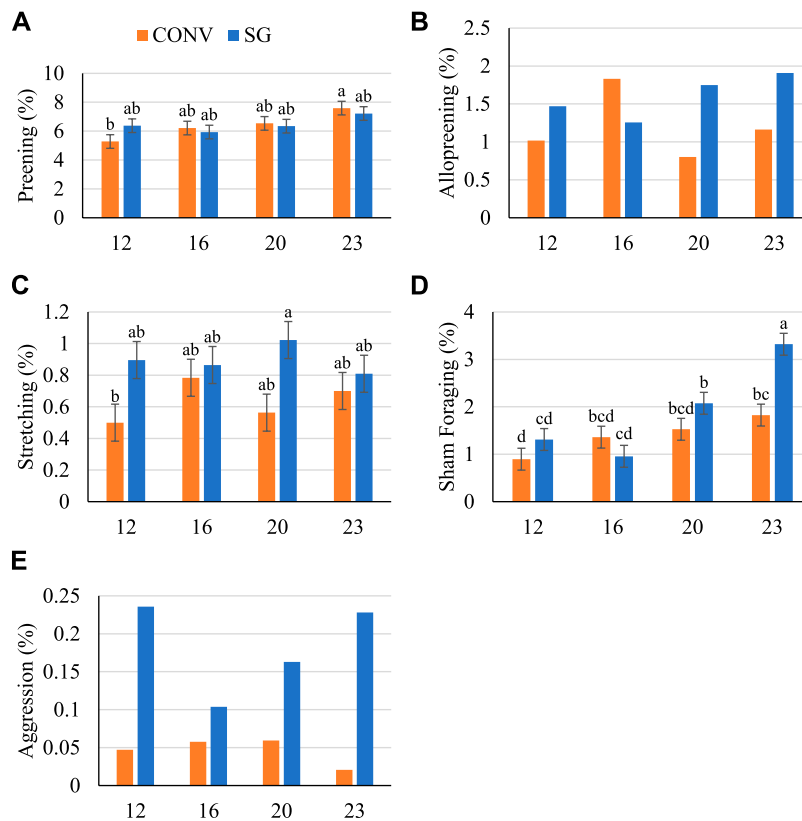 A
CONV SG
Preening (%)
10
8
6
4
2
0
b ab ab ab ab ab a ab
12 16 20 23
B
Allopreening (%)
2.5
2
1.5
1
0.5
0
12 16 20 23
C
Stretching (%)
1.2
1
0.8
0.6
0.4
0.2
0
b ab ab ab ab a ab ab
12 16 20 23
D
Sham Foraging (%)
4
3
2
1
0
d cd bcd cd bcd b bc a
12 16 20 23
E
Aggression (%)
0.25
0.2
0.15
0.1
0.05
0
12 16 20 23